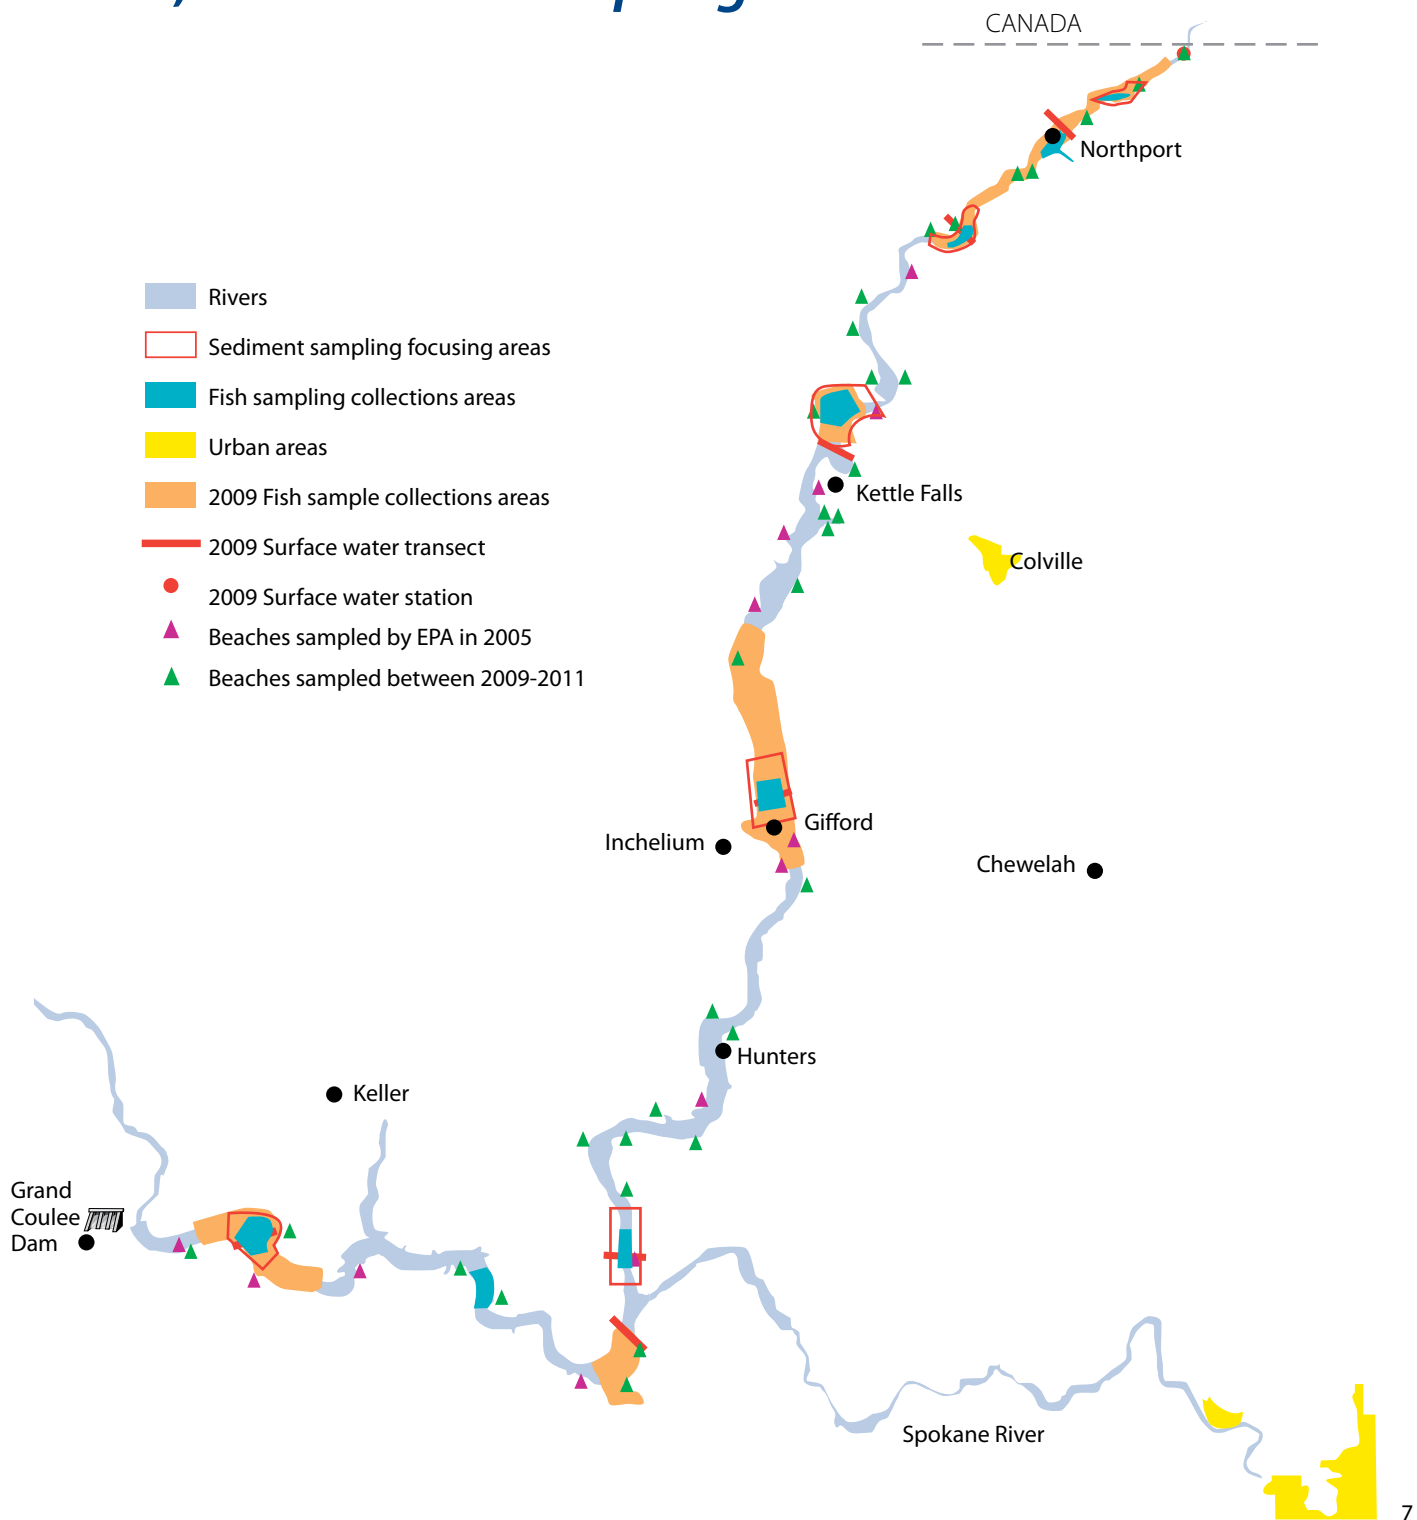 CANADA
Northport
Rivers
Sediment sampling focusing areas
Fish sampling collections areas
Urban areas
2009 Fish sample collections areas
2009 Surface water transect
2009 Surface water station
Beaches sampled by EPA in 2005
Beaches sampled between 2009-2011
Kettle Falls
Colville
Gifford
Inchelium
Chewelah
Hunters
Keller
Grand
Coulee
Dam
Spokane River
7